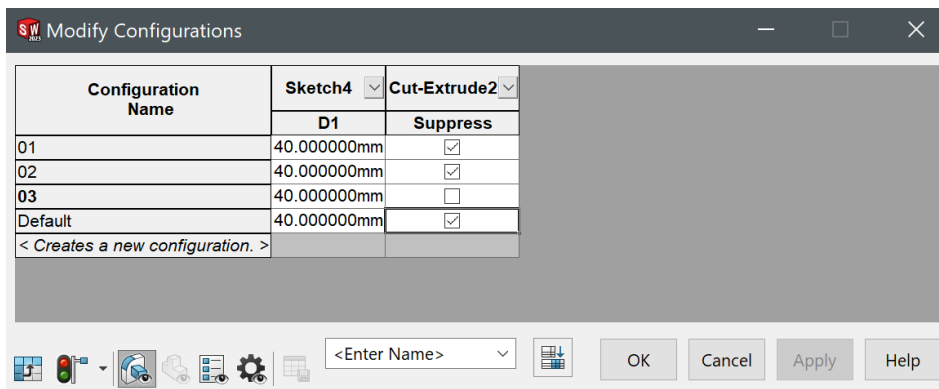 SW 2023 Modify Configurations
Configuration Name Sketch4 Cut-Extrude2
D1 Suppress
01 40.000000mm
02 40.000000mm
03 40.000000mm
Default 40.000000mm
< Creates a new configuration. >
<Enter Name> OK Cancel Apply Help